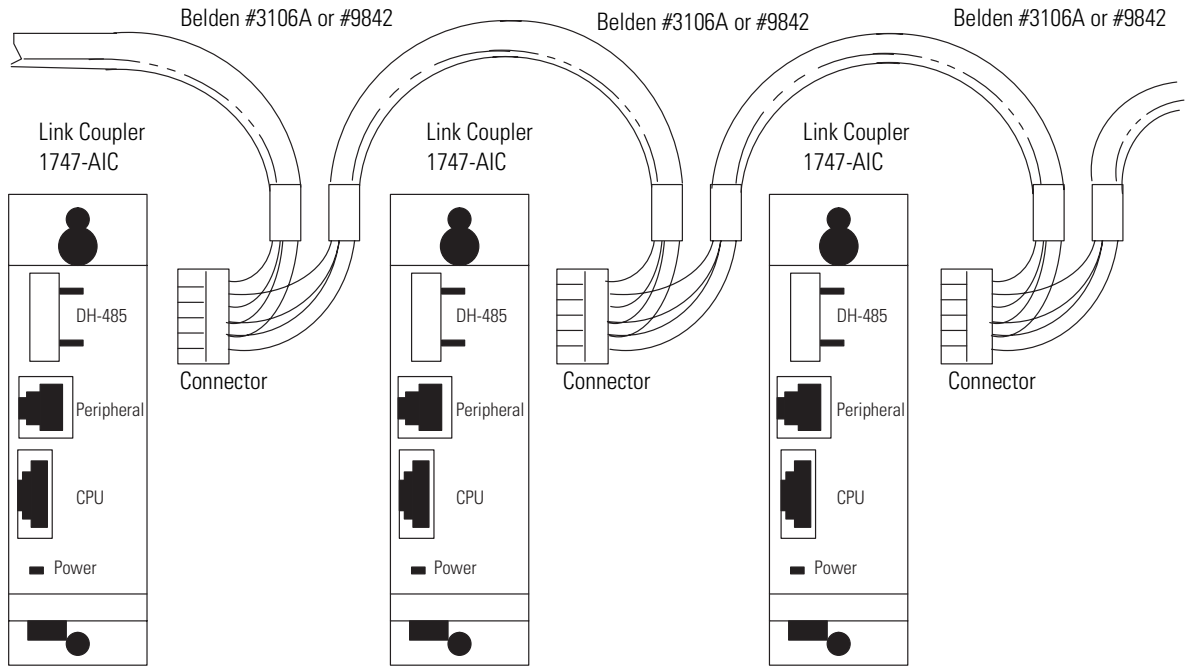 Belden #3106A or #9842
Belden #3106A or #9842
Belden #3106A or #9842
Link Coupler
1747-AIC
Link Coupler
1747-AIC
Link Coupler
1747-AIC
DH-485
DH-485
DH-485
Connector
Connector
Connector
Peripheral
Peripheral
Peripheral
CPU
CPU
CPU
Power
Power
Power